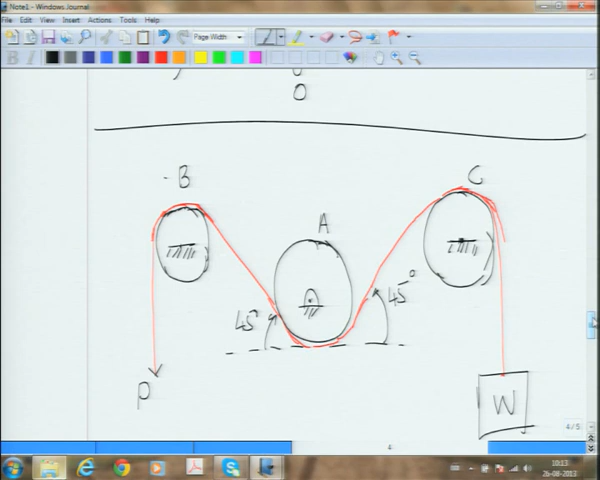 Note1 - Windows Journal
File Edit View Insert Actions Tools Help
Page Width
B
C
A
45°
45°
P
W
4/5
4
10:13
26-08-2013